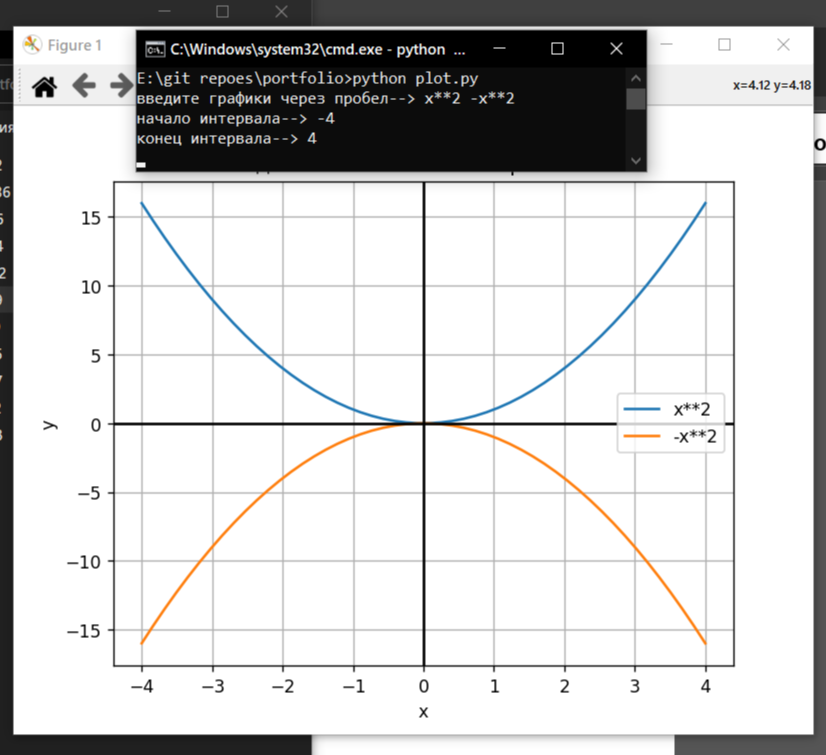 Figure 1
C:\Windows\system32\cmd.exe - python ...
E:\git repoes\portfolio>python plot.py
введите графики через пробел--> x**2 -x**2
начало интервала--> -4
конец интервала--> 4
x=4.12 y=4.18
15
10
5
0
−5
−10
−15
y
x**2
-x**2
−4 −3 −2 −1 0 1 2 3 4
x